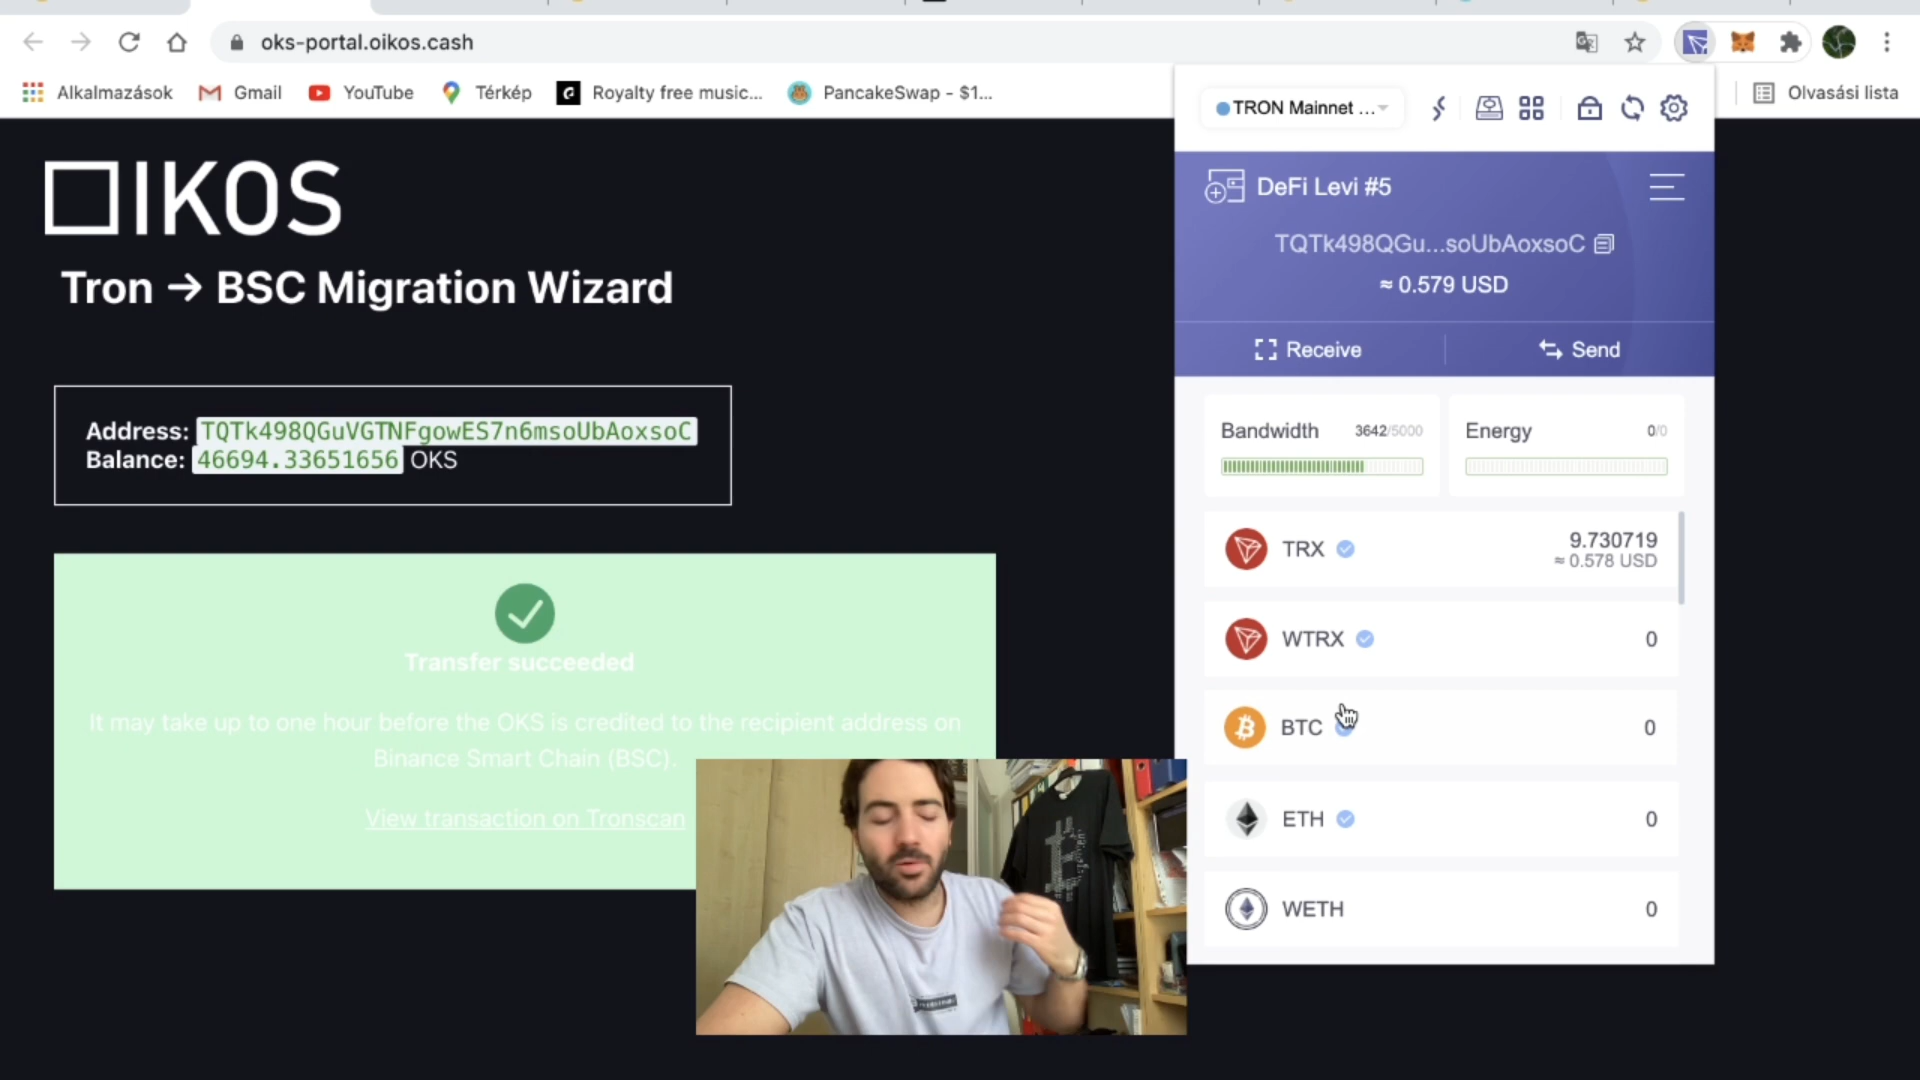 oks-portal.oikos.cash
Alkalmazások Gmail YouTube Térkép Royalty free music... PancakeSwap - $1... Olvasási lista
OIKOS
Tron → BSC Migration Wizard
Address: TQTk498QGuVGTNFgowES7n6msoUbAoxsoC
Balance: 46694.33651656 OKS
Transfer succeeded
It may take up to one hour before the OKS is credited to the recipient address on
Binance Smart Chain (BSC).
View transaction on Tronscan
TRON Mainnet ...
DeFi Levi #5
TQTk498QGu...soUbAoxsoC
≈ 0.579 USD
Receive Send
Bandwidth 3642/5000 Energy 0/0
TRX 9.730719
≈ 0.578 USD
WTRX 0
BTC 0
ETH 0
WETH 0